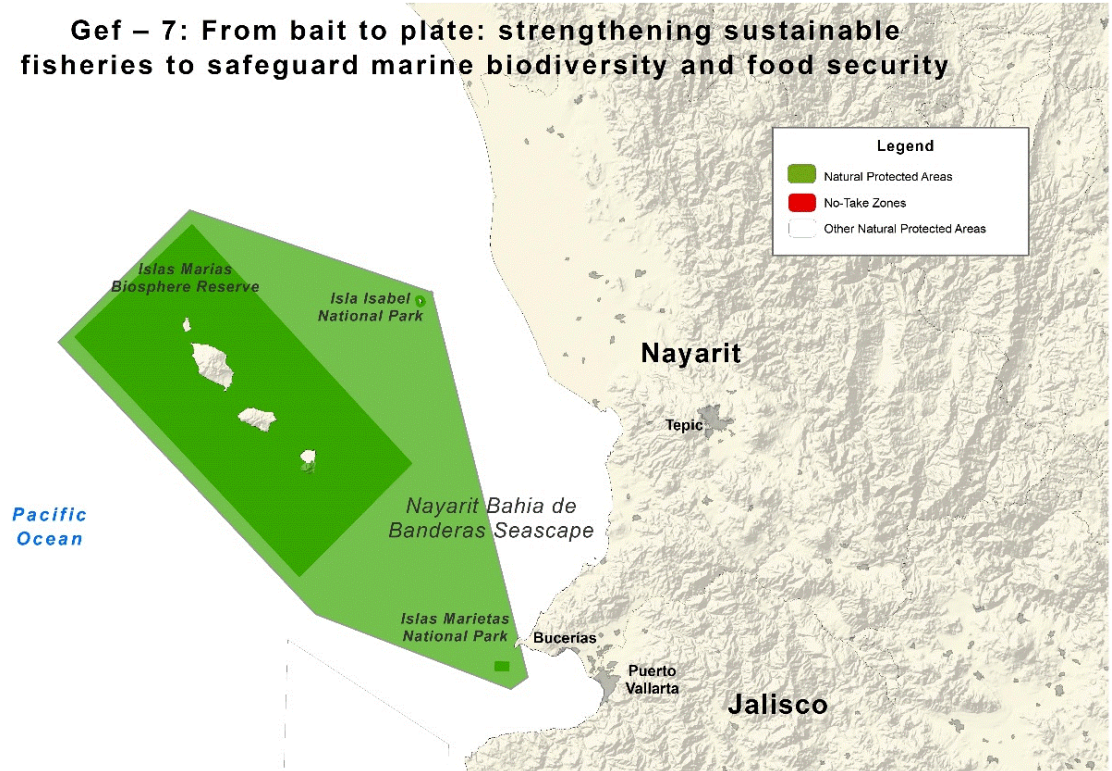 Gef – 7: From bait to plate: strengthening sustainable
fisheries to safeguard marine biodiversity and food security
Legend
Natural Protected Areas
No-Take Zones
Other Natural Protected Areas
Islas Marias
Biosphere Reserve
Isla Isabel
National Park
Nayarit
Tepic
Nayarit Bahia de
Banderas Seascape
Pacific
Ocean
Islas Marietas
National Park
Bucerías
Puerto
Vallarta
Jalisco